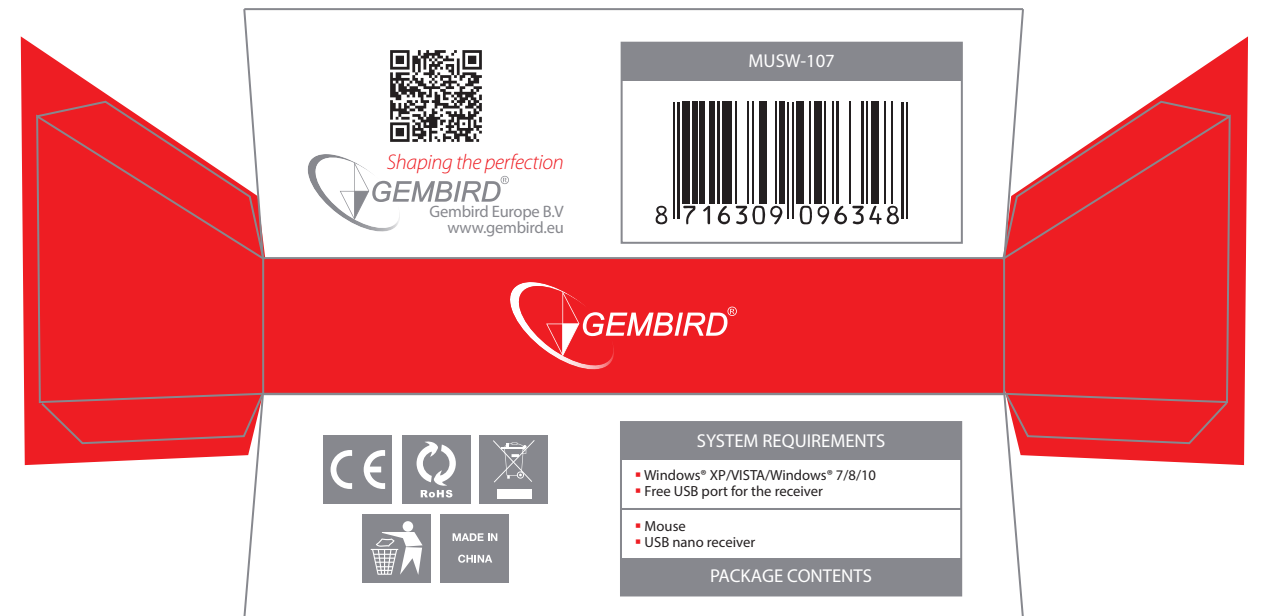 Shaping the perfection
GEMBIRD®
Gembird Europe B.V
www.gembird.eu
MUSW-107
8 716309 096348
GEMBIRD®
CE
RoHS
MADE IN
CHINA
SYSTEM REQUIREMENTS
▪ Windows® XP/VISTA/Windows® 7/8/10
▪ Free USB port for the receiver
▪ Mouse
▪ USB nano receiver
PACKAGE CONTENTS